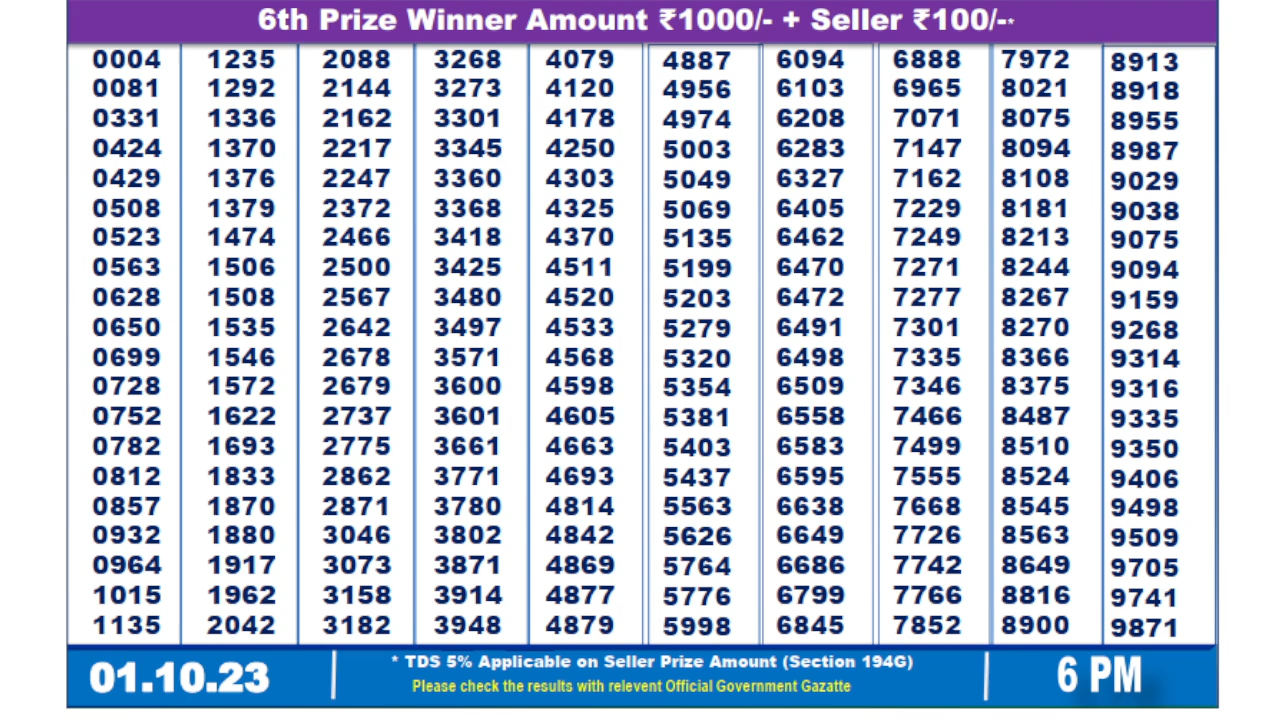 6th Prize Winner Amount ₹1000/- + Seller ₹100/-*
0004 1235 2088 3268 4079 4887 6094 6888 7972 8913
0081 1292 2144 3273 4120 4956 6103 6965 8021 8918
0331 1336 2162 3301 4178 4974 6208 7071 8075 8955
0424 1370 2217 3345 4250 5003 6283 7147 8094 8987
0429 1376 2247 3360 4303 5049 6327 7162 8108 9029
0508 1379 2372 3368 4325 5069 6405 7229 8181 9038
0523 1474 2466 3418 4370 5135 6462 7249 8213 9075
0563 1506 2500 3425 4511 5199 6470 7271 8244 9094
0628 1508 2567 3480 4520 5203 6472 7277 8267 9159
0650 1535 2642 3497 4533 5279 6491 7301 8270 9268
0699 1546 2678 3571 4568 5320 6498 7335 8366 9314
0728 1572 2679 3600 4598 5354 6509 7346 8375 9316
0752 1622 2737 3601 4605 5381 6558 7466 8487 9335
0782 1693 2775 3661 4663 5403 6583 7499 8510 9350
0812 1833 2862 3771 4693 5437 6595 7555 8524 9406
0857 1870 2871 3780 4814 5563 6638 7668 8545 9498
0932 1880 3046 3802 4842 5626 6649 7726 8563 9509
0964 1917 3073 3871 4869 5764 6686 7742 8649 9705
1015 1962 3158 3914 4877 5776 6799 7766 8816 9741
1135 2042 3182 3948 4879 5998 6845 7852 8900 9871
01.10.23
* TDS 5% Applicable on Seller Prize Amount (Section 194G)
Please check the results with relevent Official Government Gazatte
6 PM